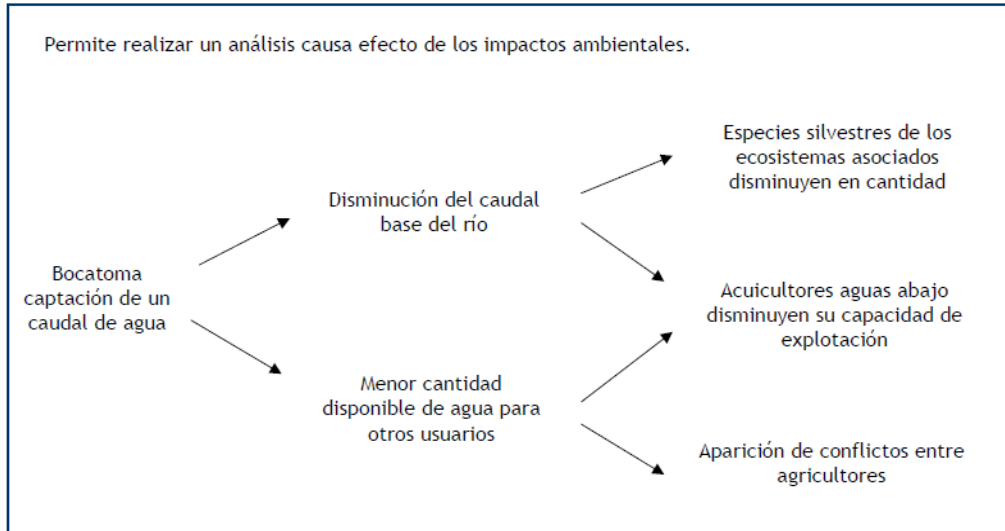 Permite realizar un análisis causa efecto de los impactos ambientales.
Bocatoma
captación de un
caudal de agua
Disminución del caudal
base del río
Menor cantidad
disponible de agua para
otros usuarios
Especies silvestres de los
ecosistemas asociados
disminuyen en cantidad
Acuicultores aguas abajo
disminuyen su capacidad de
explotación
Aparición de conflictos entre
agricultores